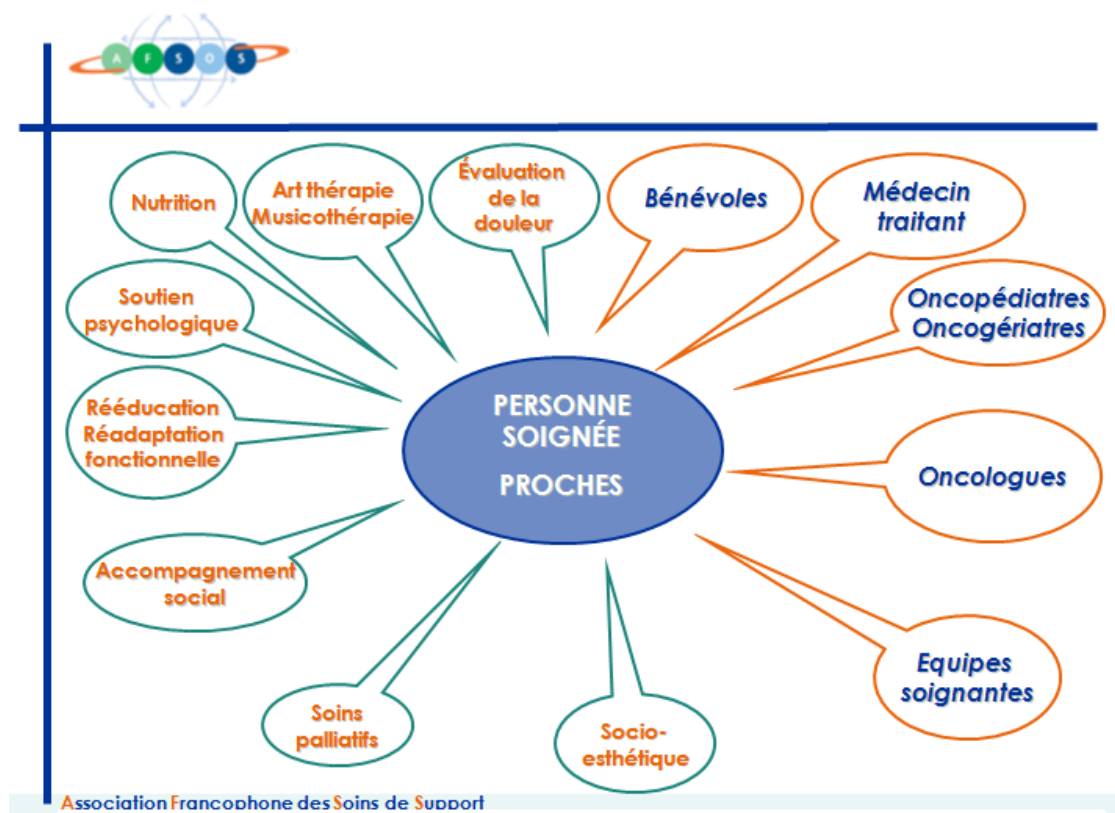 A F S O S
Nutrition
Art thérapie
Musicothérapie
Évaluation
de la
douleur
Bénévoles
Médecin
traitant
Soutien
psychologique
Oncopédiatres
Oncogériatres
Rééducation
Réadaptation
fonctionnelle
PERSONNE
SOIGNÉE
PROCHES
Oncologues
Accompagnement
social
Equipes
soignantes
Soins
palliatifs
Socio-
esthétique
Association Francophone des Soins de Support